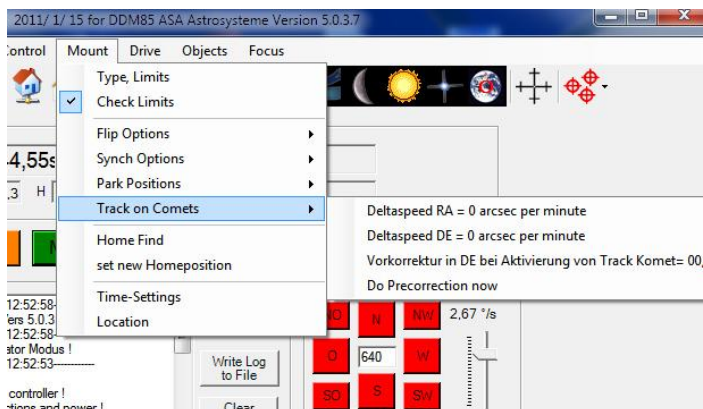 2011/ 1/ 15 for DDM85 ASA Astrosysteme Version 5.0.3.7
Control Mount Drive Objects Focus
Type, Limits
Check Limits
Flip Options
Synch Options
Park Positions
Track on Comets
Home Find
set new Homeposition
Time-Settings
Location
Deltaspeed RA = 0 arcsec per minute
Deltaspeed DE = 0 arcsec per minute
Vorkorrektur in DE bei Aktivierung von Track Komet= 00,
Do Precorrection now
4,55s
,3 H
12:52:58-
Vers 5.0.3
12:52:58-
ator Modus !
12:52:53------------
controller !
ctions and power !
Write Log
to File
Clear
NO N NW 2,67 °/s
O 640 W
SO S SW